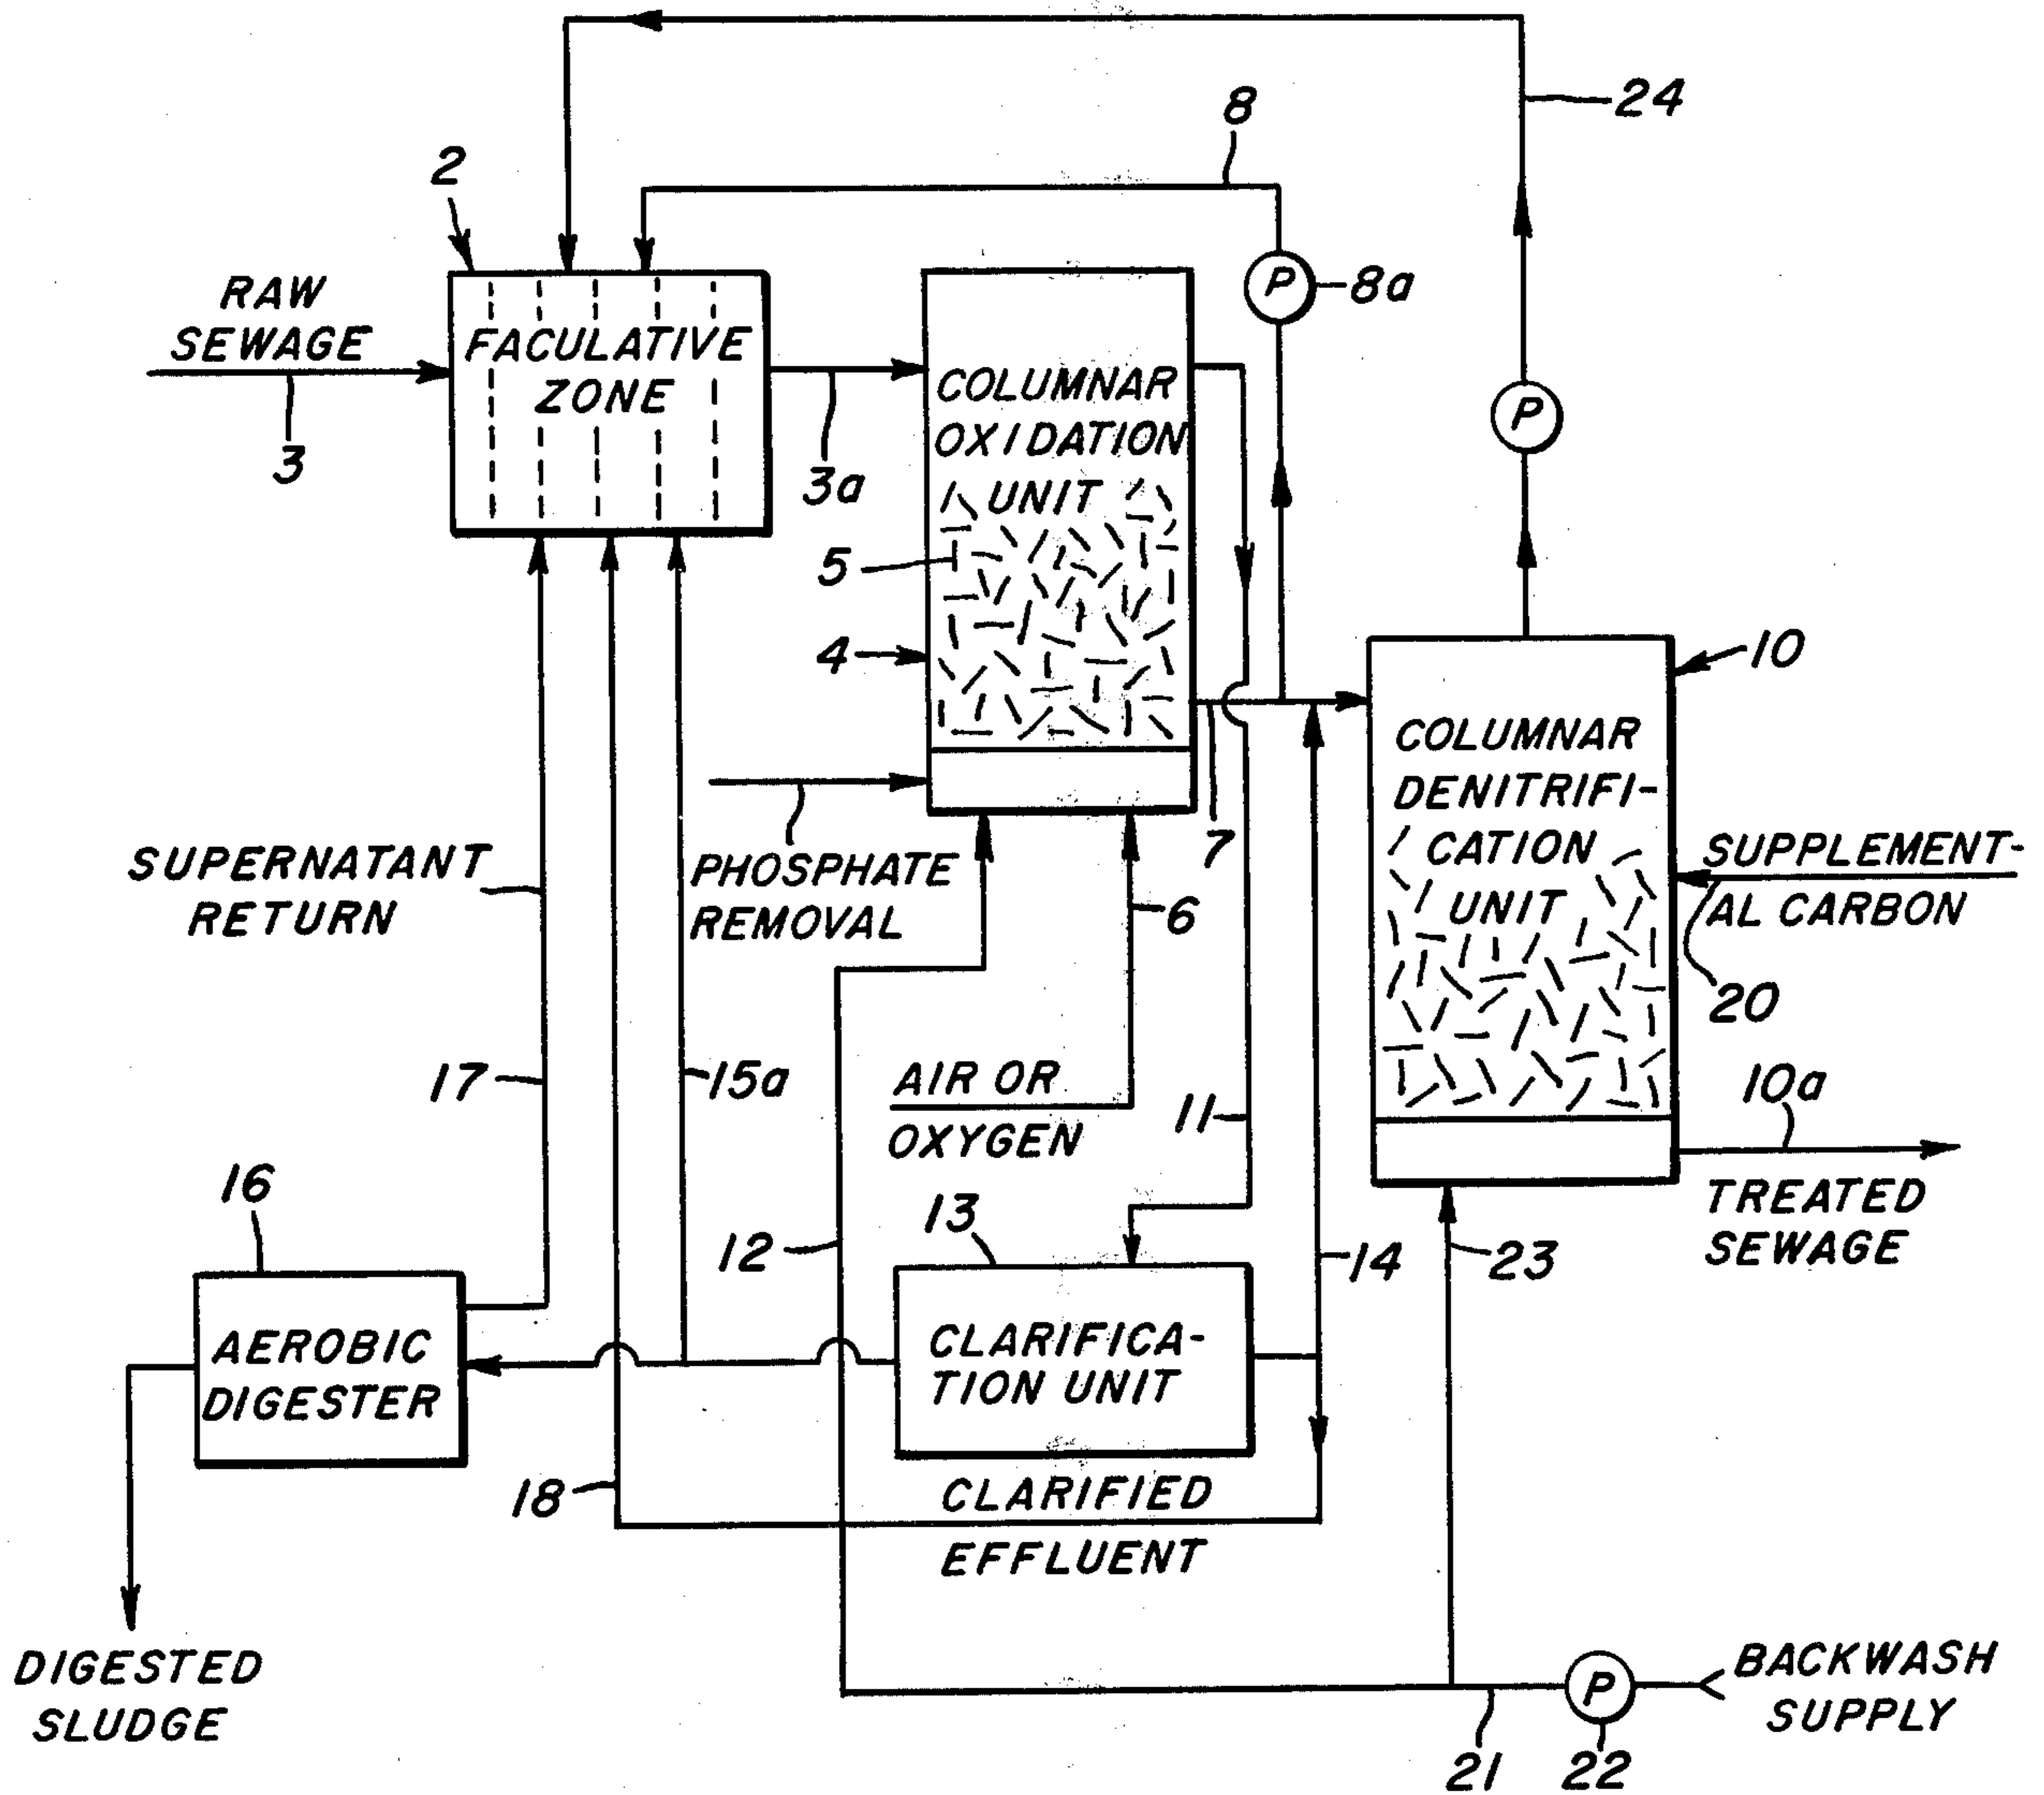 24
8
2
P
8a
RAW
SEWAGE
3
FACULATIVE
ZONE
3a
COLUMNAR
OXIDATION
UNIT
5
4
P
10
COLUMNAR
DENITRIFI-
CATION
UNIT
SUPPLEMENT-
AL CARBON
20
7
PHOSPHATE
REMOVAL
6
SUPERNATANT
RETURN
17
15a
AIR OR
OXYGEN
11
10a
TREATED
SEWAGE
16
13
12
14
23
AEROBIC
DIGESTER
CLARIFICA-
TION UNIT
18
CLARIFIED
EFFLUENT
DIGESTED
SLUDGE
P
BACKWASH
SUPPLY
21
22